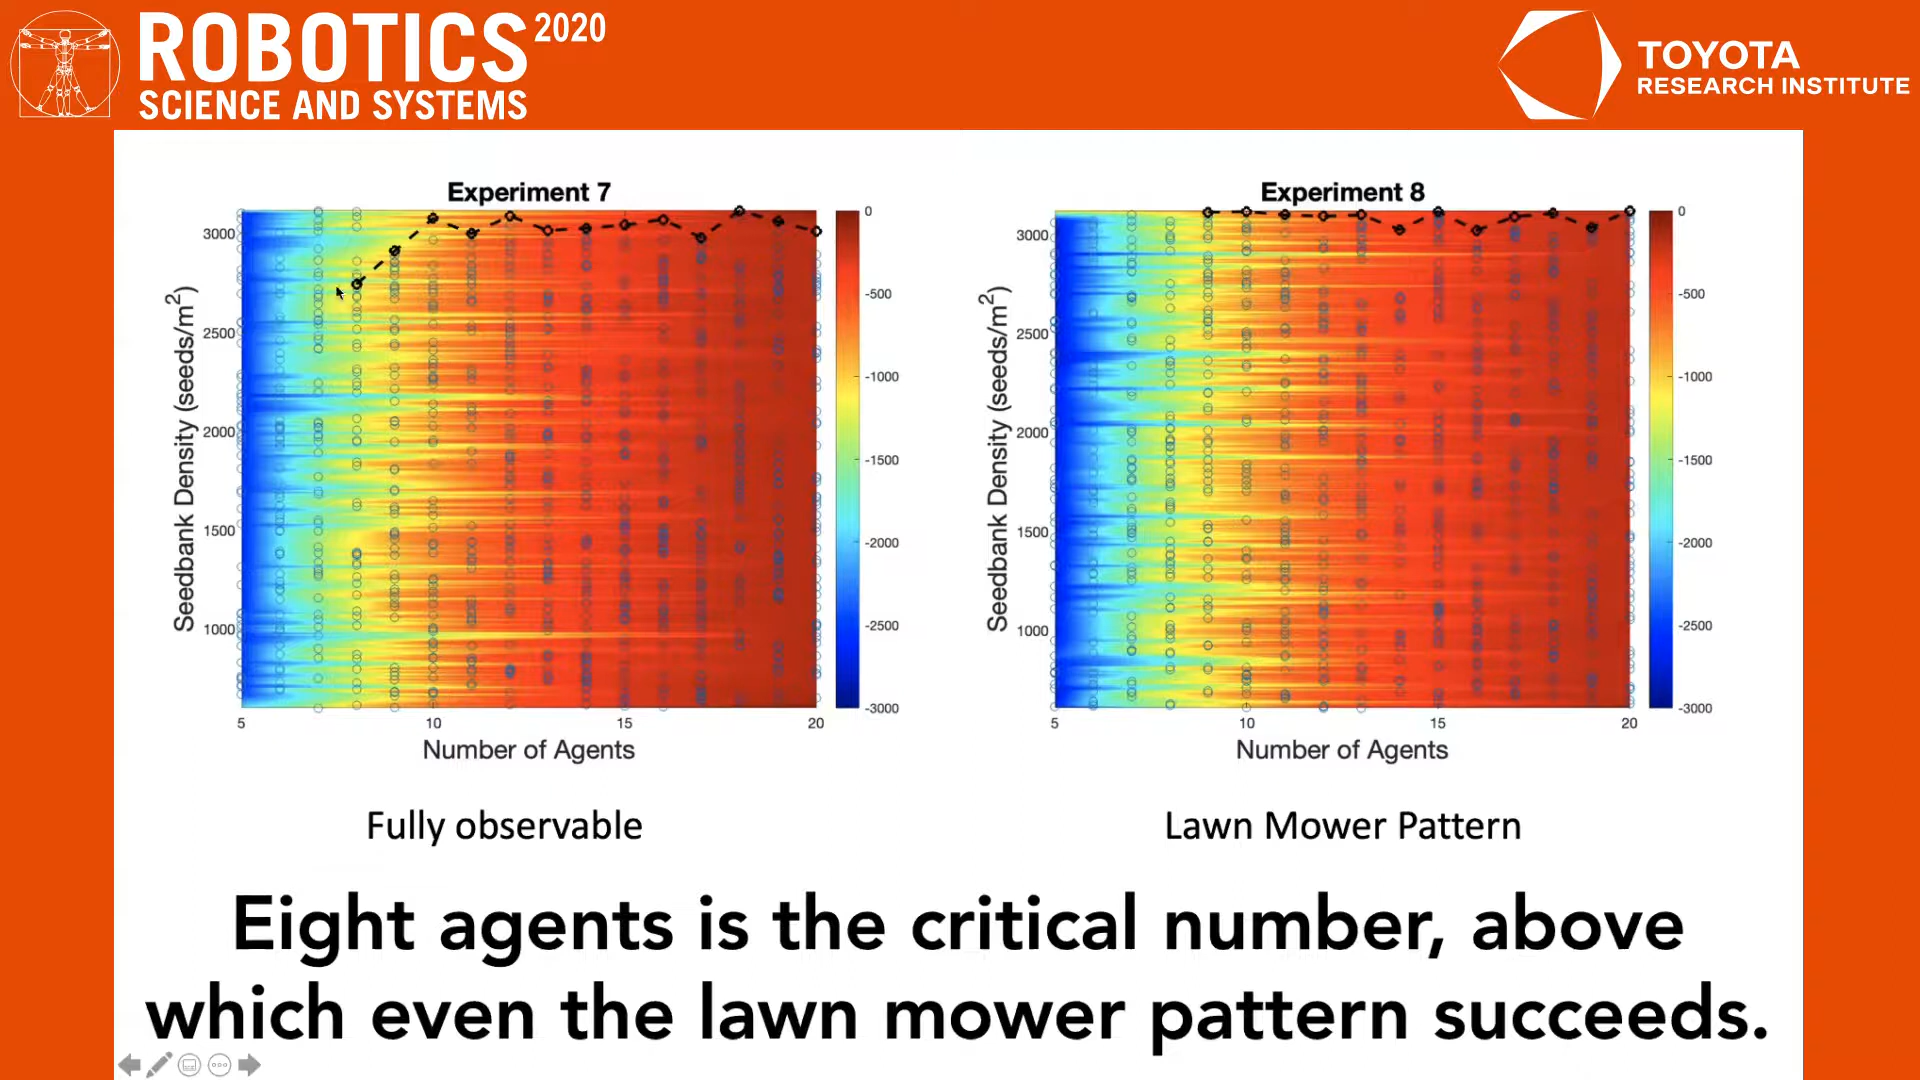 ROBOTICS 2020
SCIENCE AND SYSTEMS
TOYOTA
RESEARCH INSTITUTE
Experiment 7
3000
2500
2000
1500
1000
Seedbank Density (seeds/m²)
5 10 15 20
Number of Agents
0
-500
-1000
-1500
-2000
-2500
-3000
Experiment 8
3000
2500
2000
1500
1000
Seedbank Density (seeds/m²)
5 10 15 20
Number of Agents
0
-500
-1000
-1500
-2000
-2500
-3000
Fully observable
Lawn Mower Pattern
Eight agents is the critical number, above
which even the lawn mower pattern succeeds.